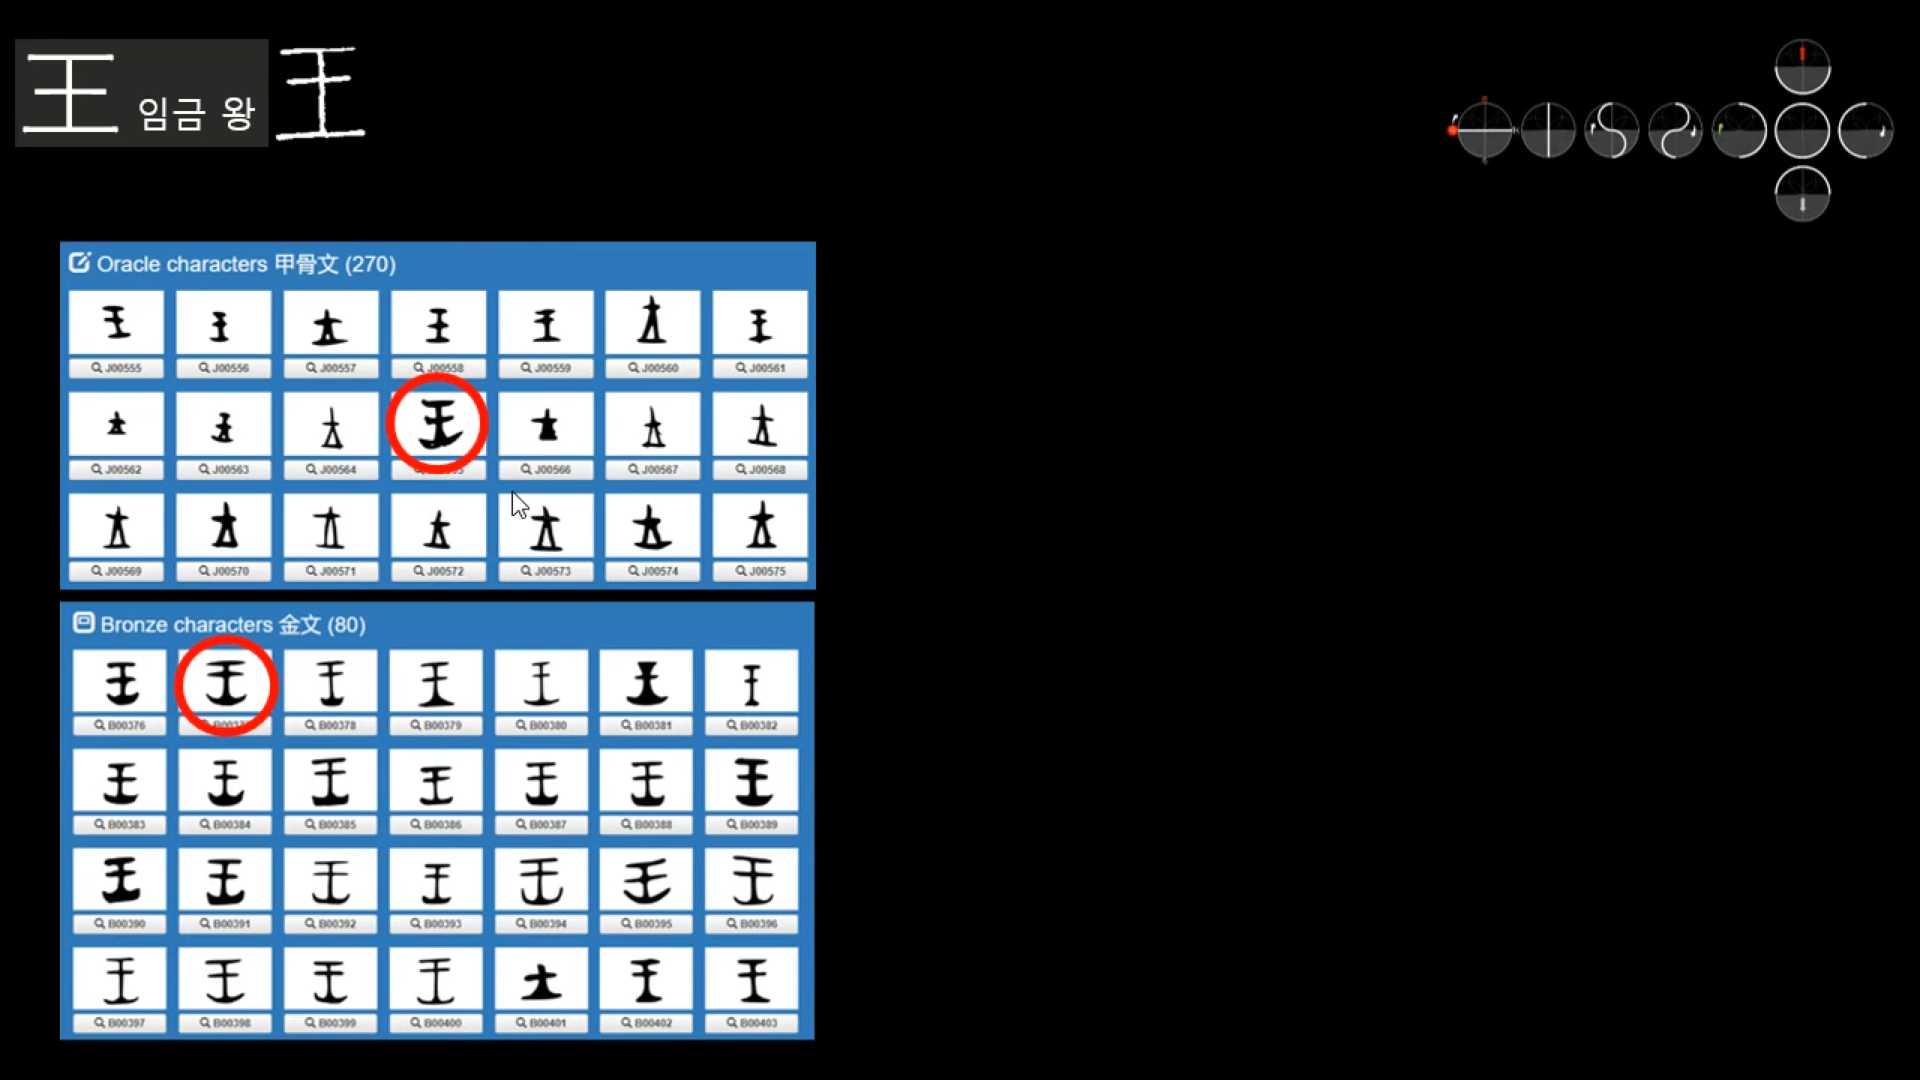 王 임금 왕 王
Oracle characters 甲骨文 (270)
J00555 J00556 J00557 J00558 J00559 J00560 J00561
J00562 J00563 J00564 J00566 J00567 J00568
J00569 J00570 J00571 J00572 J00573 J00574 J00575
Bronze characters 金文 (80)
B00376 B00378 B00379 B00380 B00381 B00382
B00383 B00384 B00385 B00386 B00387 B00388 B00389
B00390 B00391 B00392 B00393 B00394 B00395 B00396
B00397 B00398 B00399 B00400 B00401 B00402 B00403